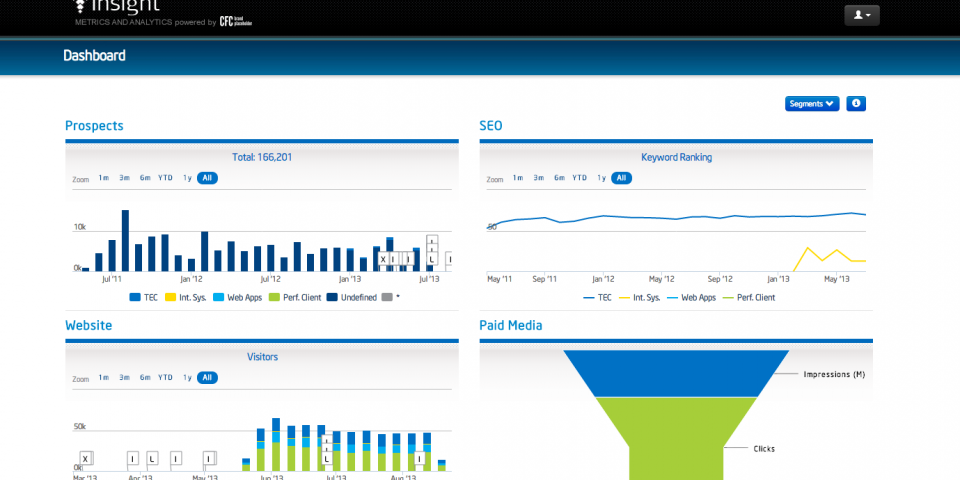 insight
METRICS AND ANALYTICS powered by CFC brand placeholder
Dashboard
Segments
Prospects
Total: 166,201
Zoom 1m 3m 6m YTD 1y All
10k
0k
X I I I I L I
Jul '11 Jan '12 Jul '12 Jan '13 Jul '13
TEC Int. Sys. Web Apps Perf. Client Undefined *
SEO
Keyword Ranking
Zoom 1m 3m 6m YTD 1y All
50
May '11 Sep '11 Jan '12 May '12 Sep '12 Jan '13 May '13
TEC Int. Sys. Web Apps Perf. Client
Website
Visitors
Zoom 1m 3m 6m YTD 1y All
50k
0k
X I L I I L I
Mar '13 Apr '13 May '13 Jun '13 Jul '13 Aug '13
Paid Media
Impressions (M)
Clicks